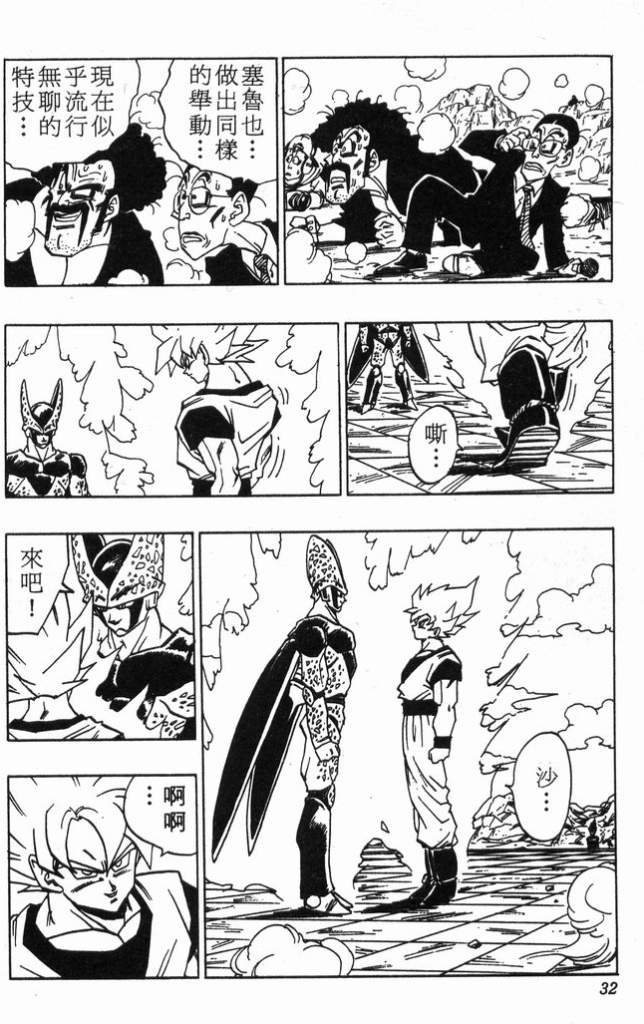 塞魯也…
做出同樣
的舉動…
現在似
乎流行
無聊的
特技…
嘶…
來吧！
沙…
啊啊…
32